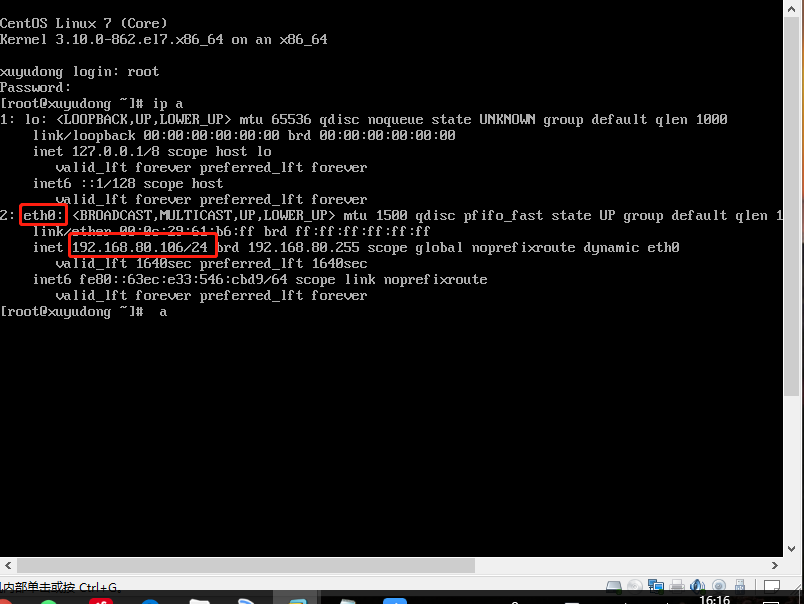 CentOS Linux 7 (Core)
Kernel 3.10.0-862.el7.x86_64 on an x86_64
xuyudong login: root
Password:
[root@xuyudong ~]# ip a
1: lo: <LOOPBACK,UP,LOWER_UP> mtu 65536 qdisc noqueue state UNKNOWN group default qlen 1000
link/loopback 00:00:00:00:00:00 brd 00:00:00:00:00:00
inet 127.0.0.1/8 scope host lo
valid_lft forever preferred_lft forever
inet6 ::1/128 scope host
valid_lft forever preferred_lft forever
2: eth0: <BROADCAST,MULTICAST,UP,LOWER_UP> mtu 1500 qdisc pfifo_fast state UP group default qlen 1
link/ether 00:0c:29:61:b6:ff brd ff:ff:ff:ff:ff:ff
inet 192.168.80.106/24 brd 192.168.80.255 scope global noprefixroute dynamic eth0
valid_lft 1640sec preferred_lft 1640sec
inet6 fe80::63ec:e33:546:cbd9/64 scope link noprefixroute
valid_lft forever preferred_lft forever
[root@xuyudong ~]#  a
内部单击或按 Ctrl+G。
16:16